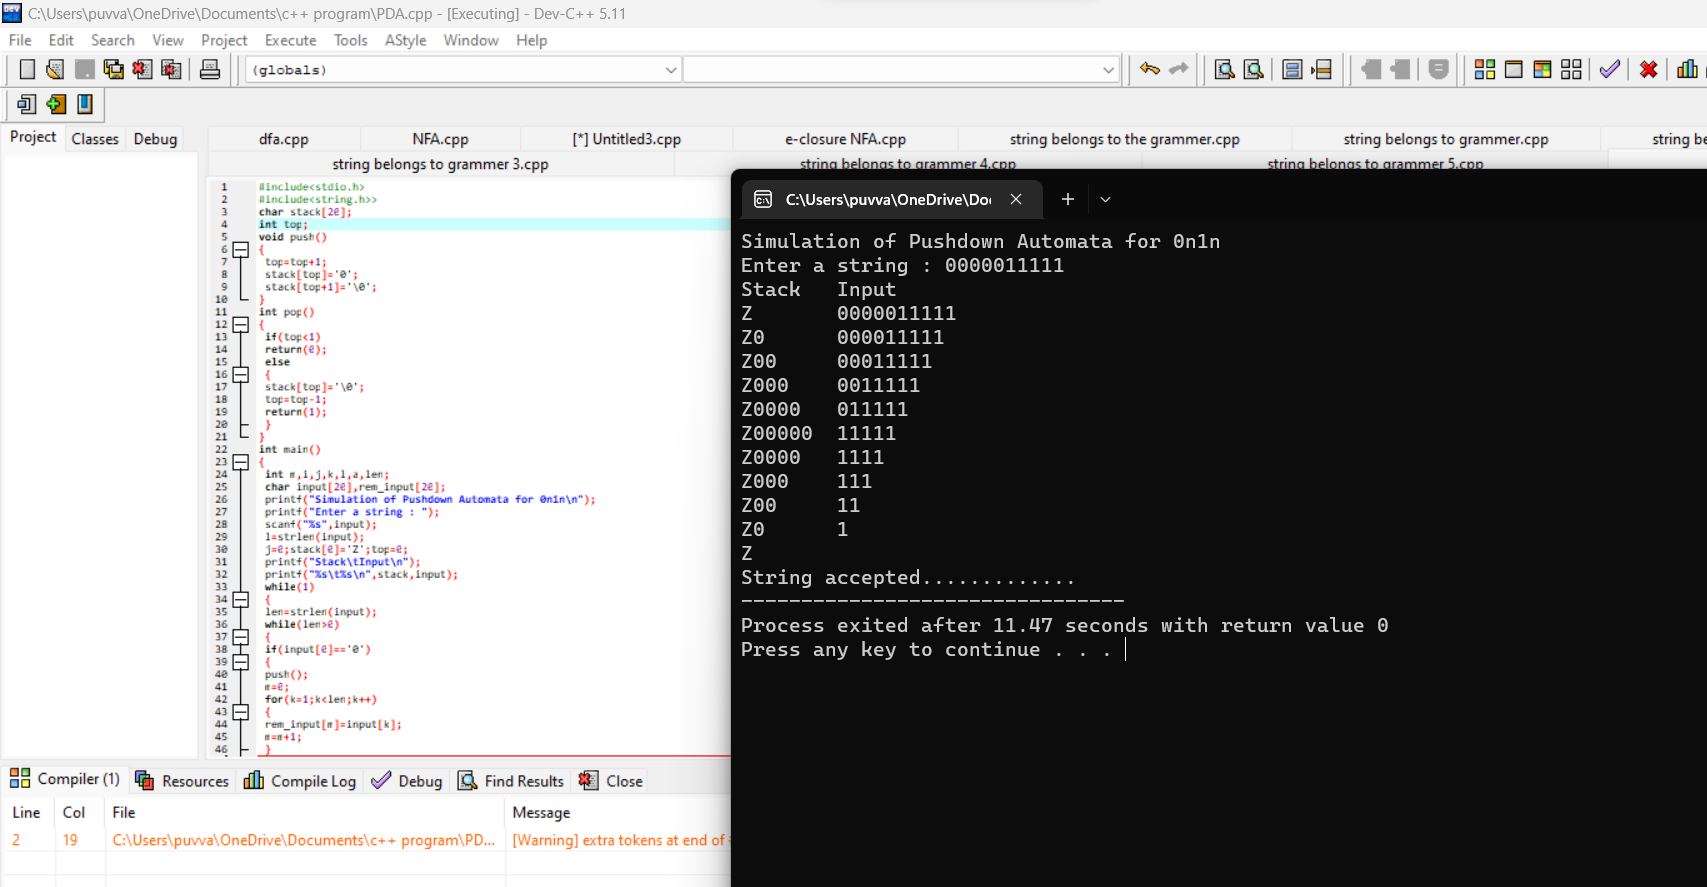 C:\Users\puvva\OneDrive\Documents\c++ program\PDA.cpp - [Executing] - Dev-C++ 5.11
File Edit Search View Project Execute Tools AStyle Window Help
(globals)
Project Classes Debug
dfa.cpp NFA.cpp [*] Untitled3.cpp e-closure NFA.cpp string belongs to the grammer.cpp string belongs to grammer.cpp string be
string belongs to grammer 3.cpp string belongs to grammer 4.cpp string belongs to grammer 5.cpp
1 #include<stdio.h>
2 #include<string.h>>
3 char stack[20];
4 int top;
5 void push()
6 {
7 top=top+1;
8 stack[top]='0';
9 stack[top+1]='\0';
10 }
11 int pop()
12 {
13 if(top<1)
14 return(0);
15 else
16 {
17 stack[top]='\0';
18 top=top-1;
19 return(1);
20 }
21 }
22 int main()
23 {
24 int m,i,j,k,l,a,len;
25 char input[20],rem_input[20];
26 printf("Simulation of Pushdown Automata for 0n1n\n");
27 printf("Enter a string : ");
28 scanf("%s",input);
29 l=strlen(input);
30 j=0;stack[0]='Z';top=0;
31 printf("Stack\tInput\n");
32 printf("%s\t%s\n",stack,input);
33 while(1)
34 {
35 len=strlen(input);
36 while(len>0)
37 {
38 if(input[0]=='0')
39 {
40 push();
41 m=0;
42 for(k=1;k<len;k++)
43 {
44 rem_input[m]=input[k];
45 m=m+1;
46 }
C:\Users\puvva\OneDrive\Do
Simulation of Pushdown Automata for 0n1n
Enter a string : 0000011111
Stack Input
Z 0000011111
Z0 000011111
Z00 00011111
Z000 0011111
Z0000 011111
Z00000 11111
Z0000 1111
Z000 111
Z00 11
Z0 1
Z
String accepted.............
--------------------------------
Process exited after 11.47 seconds with return value 0
Press any key to continue . . .
Compiler (1) Resources Compile Log Debug Find Results Close
Line Col File Message
2 19 C:\Users\puvva\OneDrive\Documents\c++ program\PD... [Warning] extra tokens at end of